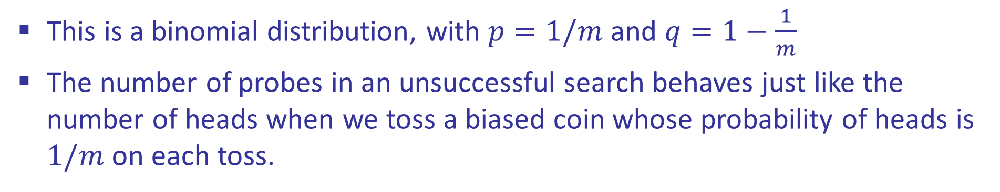 ▪ This is a binomial distribution, with p = 1/m and q = 1 − 1/m
▪ The number of probes in an unsuccessful search behaves just like the
number of heads when we toss a biased coin whose probability of heads is
1/m on each toss.